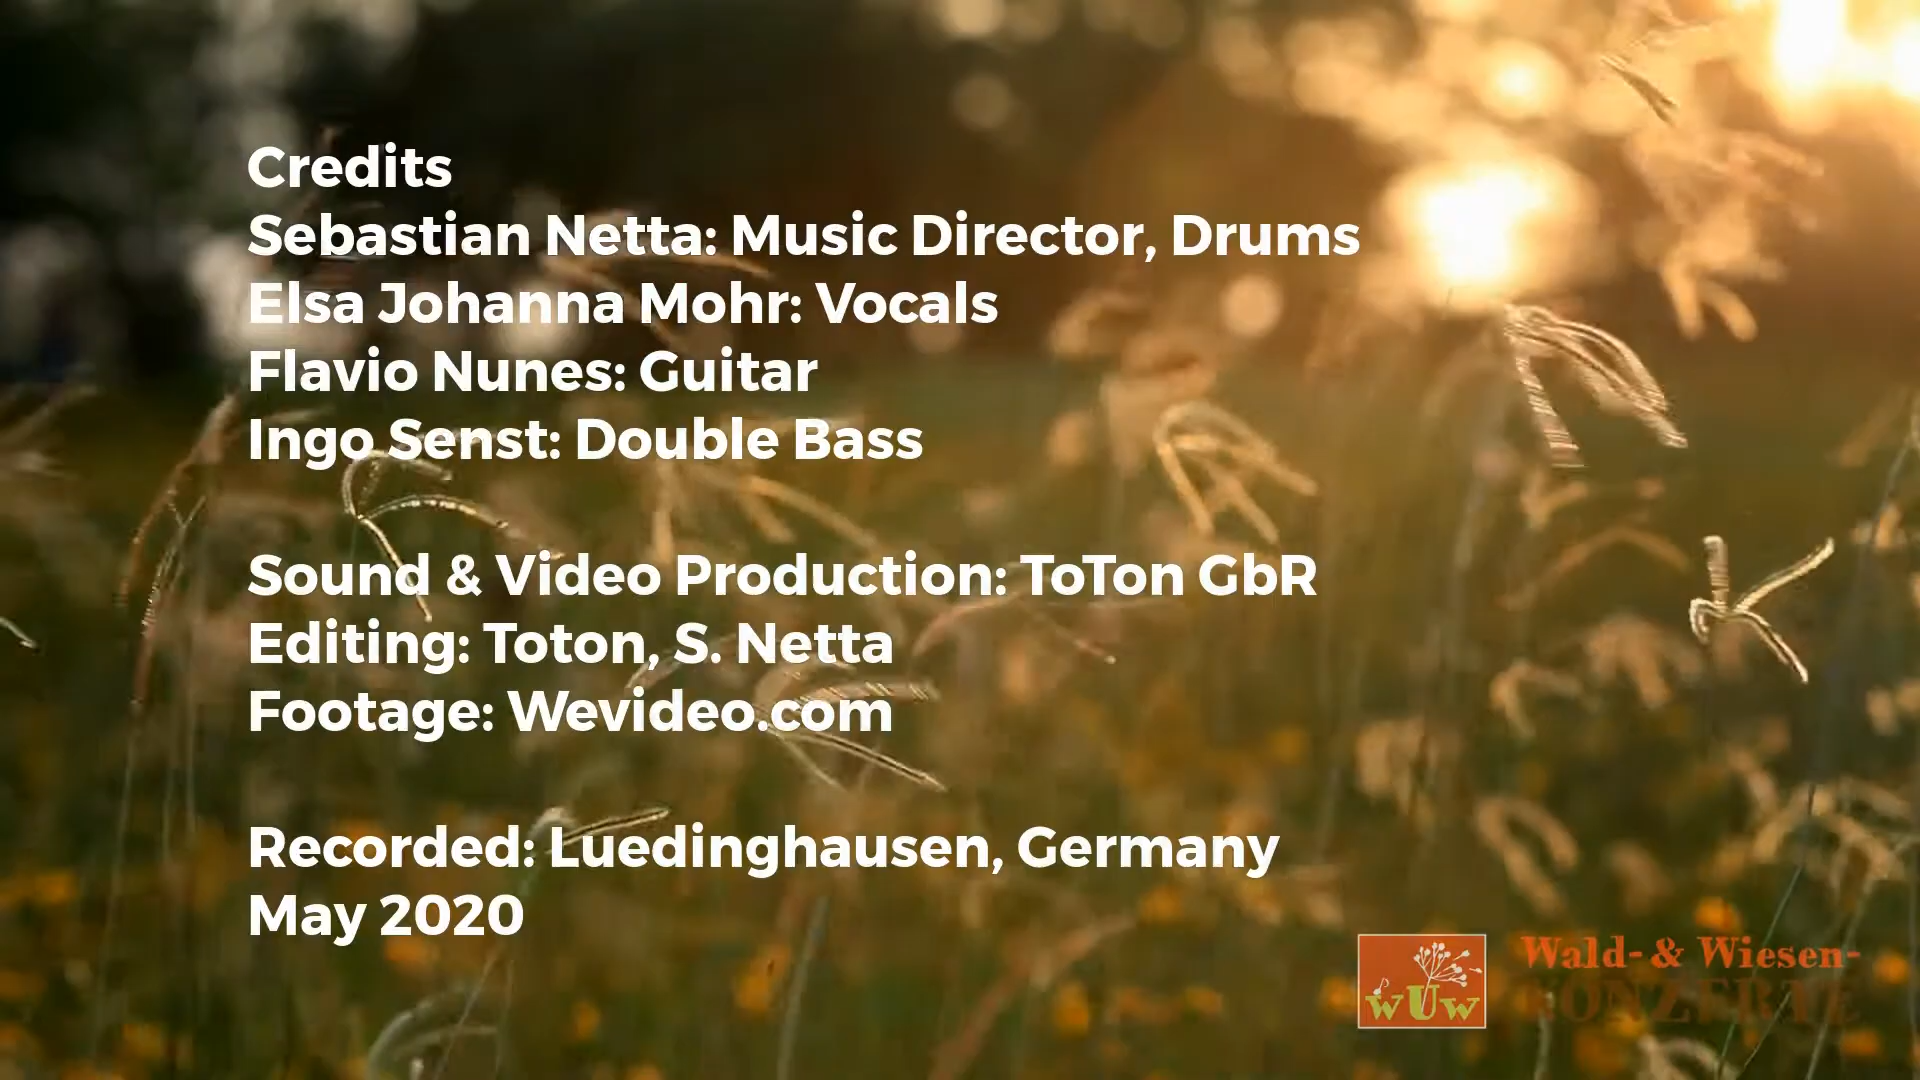 Credits
Sebastian Netta: Music Director, Drums
Elsa Johanna Mohr: Vocals
Flavio Nunes: Guitar
Ingo Senst: Double Bass
Sound & Video Production: ToTon GbR
Editing: Toton, S. Netta
Footage: Wevideo.com
Recorded: Luedinghausen, Germany
May 2020
wUw
Wald- & Wiesen-
KONZERTE